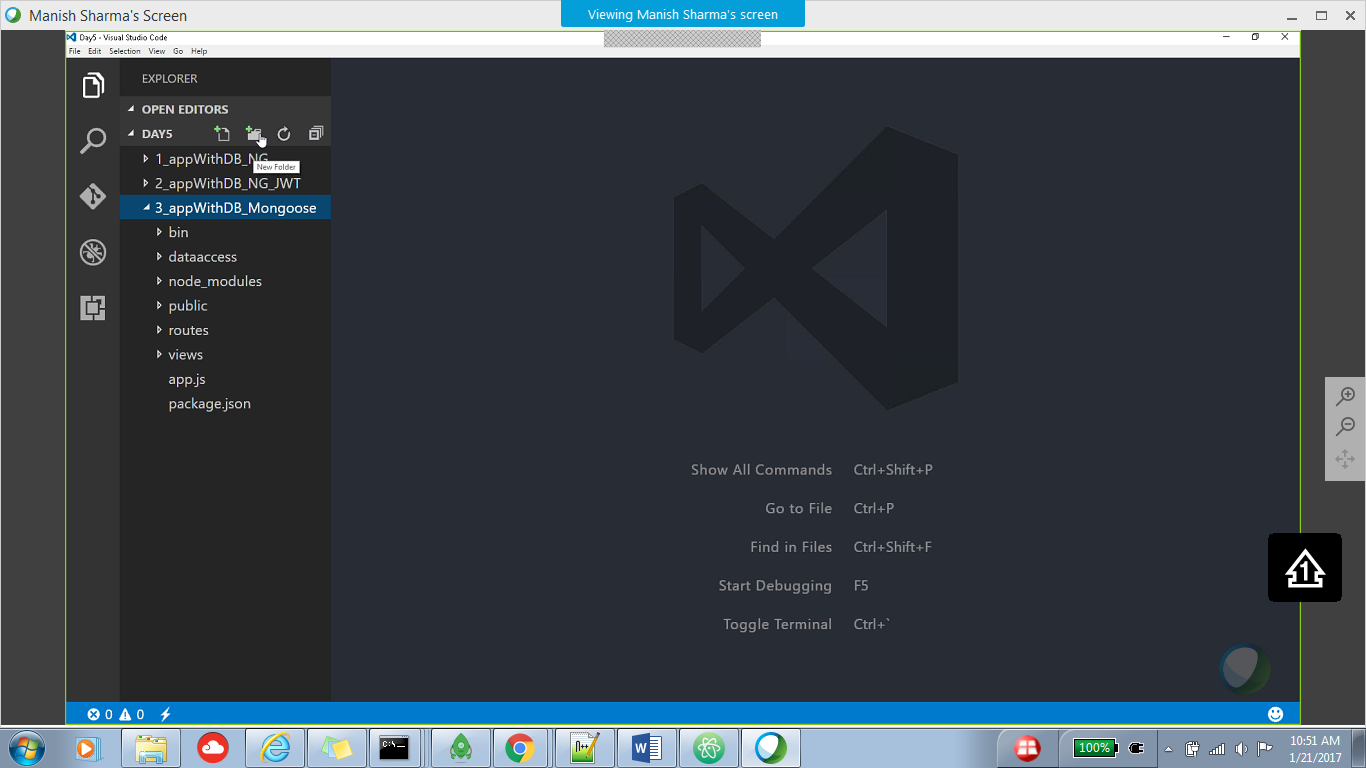 Manish Sharma's Screen
Viewing Manish Sharma's screen
Day5 - Visual Studio Code
File Edit Selection View Go Help
EXPLORER
OPEN EDITORS
DAY5
1_appWithDB_NG
New Folder
2_appWithDB_NG_JWT
3_appWithDB_Mongoose
bin
dataaccess
node_modules
public
routes
views
app.js
package.json
Show All Commands Ctrl+Shift+P
Go to File Ctrl+P
Find in Files Ctrl+Shift+F
Start Debugging F5
Toggle Terminal Ctrl+`
1
0 0
C:\_
N++
W
100%
10:51 AM
1/21/2017